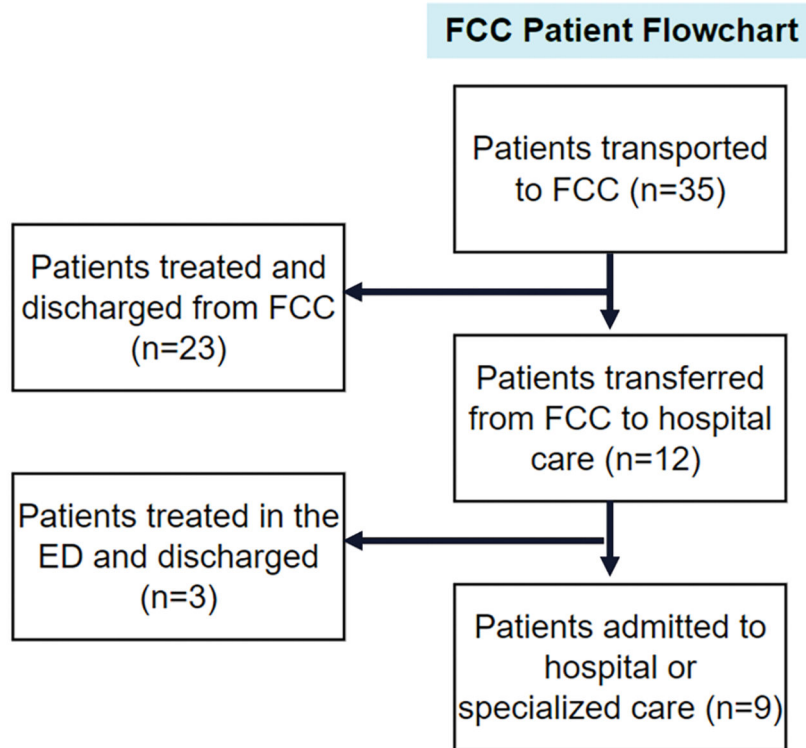 FCC Patient Flowchart
Patients transported
to FCC (n=35)
Patients treated and
discharged from FCC
(n=23)
Patients transferred
from FCC to hospital
care (n=12)
Patients treated in the
ED and discharged
(n=3)
Patients admitted to
hospital or
specialized care (n=9)